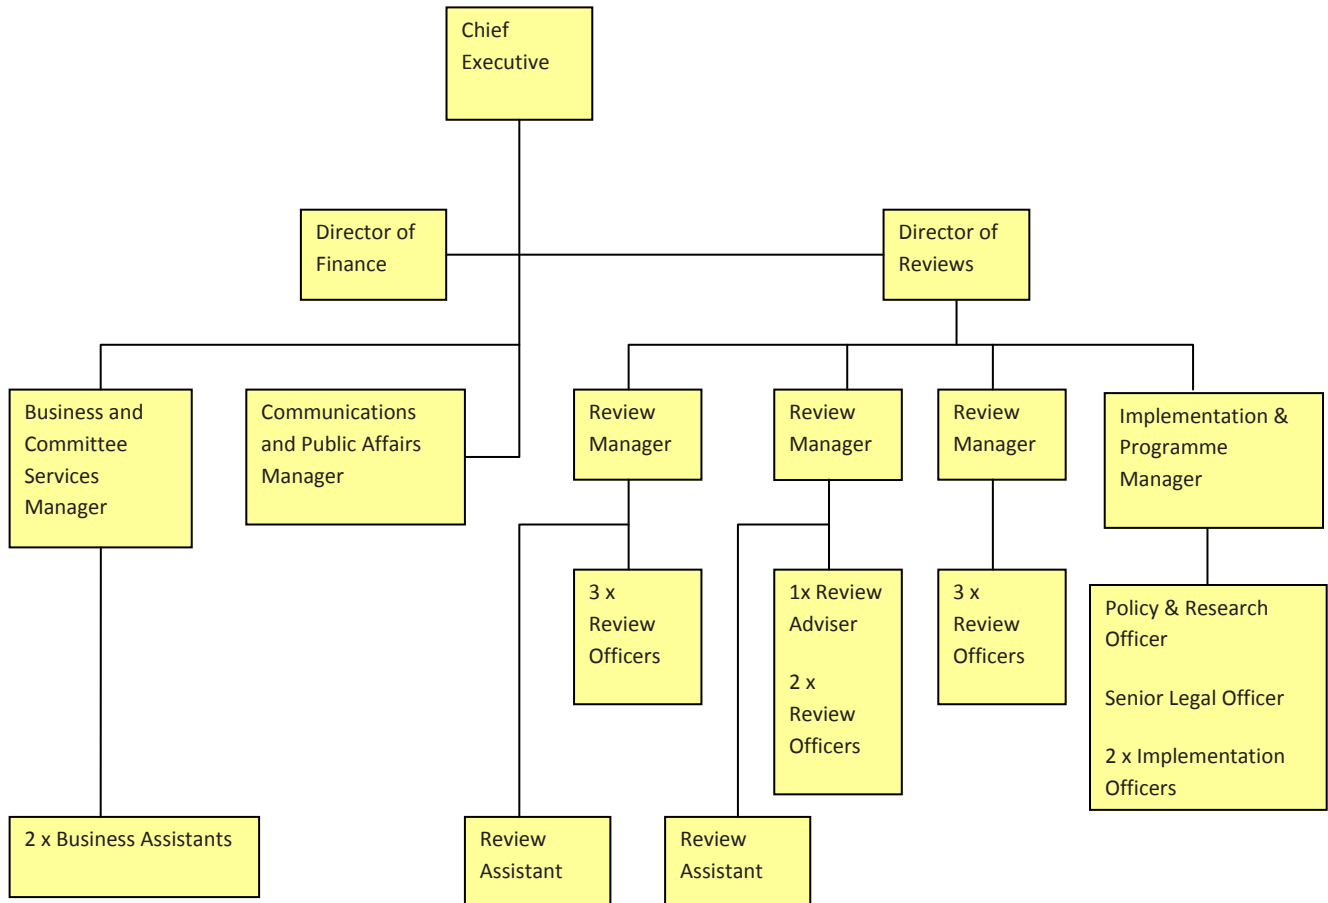 Chief
Executive
Director of
Finance
Director of
Reviews
Business and
Committee
Services
Manager
Communications
and Public Affairs
Manager
Review
Manager
Review
Manager
Review
Manager
Implementation &
Programme
Manager
3 x
Review
Officers
1x Review
Adviser
2 x
Review
Officers
3 x
Review
Officers
Policy & Research
Officer
Senior Legal Officer
2 x Implementation
Officers
2 x Business Assistants
Review
Assistant
Review
Assistant